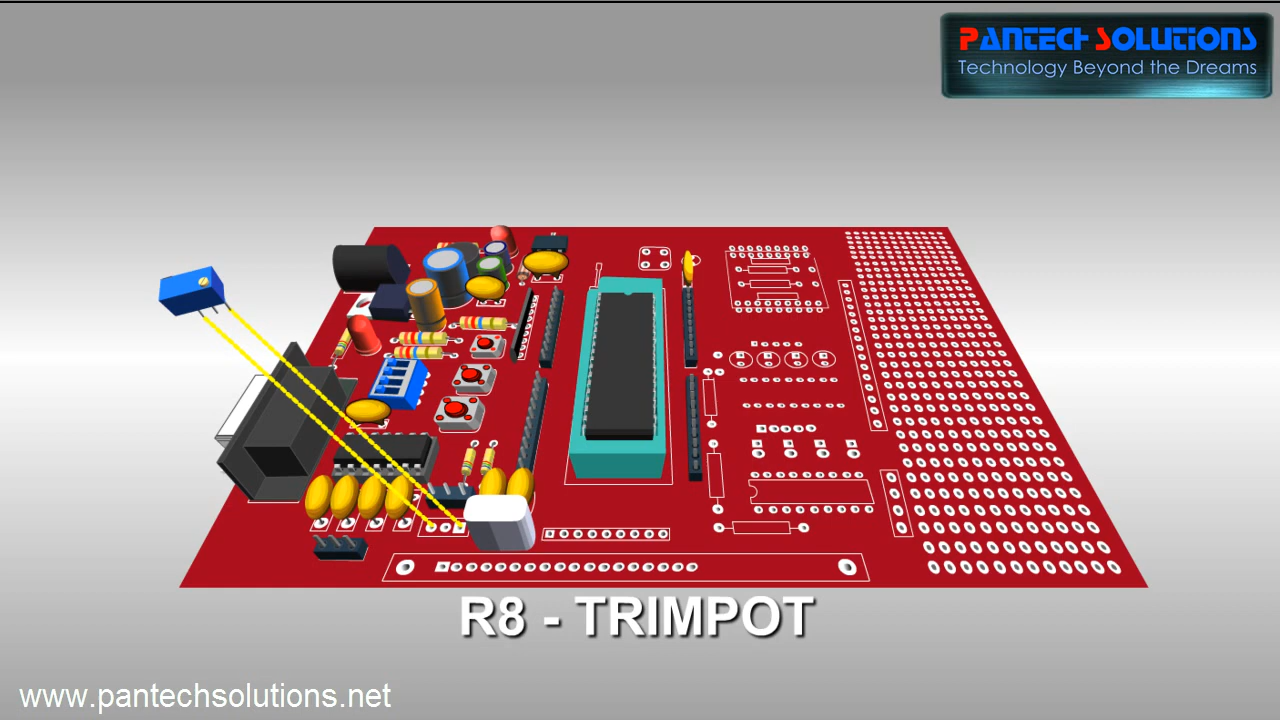 PANTECH SOLUTIONS
Technology Beyond the Dreams
R8 - TRIMPOT
www.pantechsolutions.net